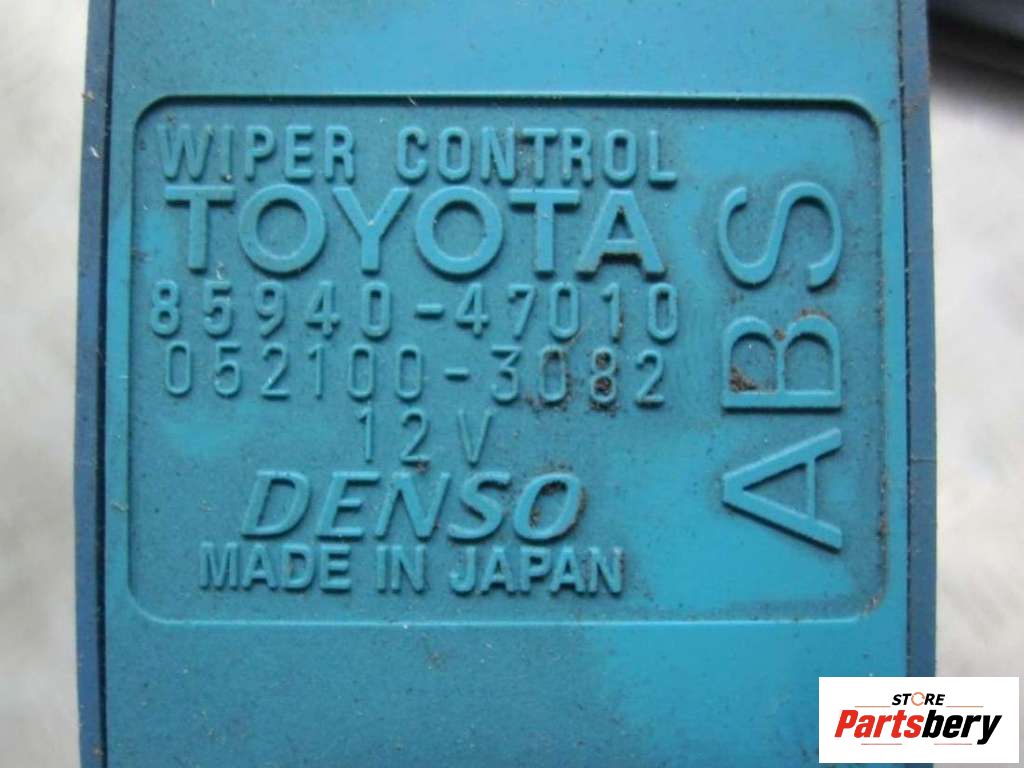 WIPER CONTROL
TOYOTA
85940-47010
052100-3082
12V
DENSO
MADE IN JAPAN
ABS
STORE
Partsbery